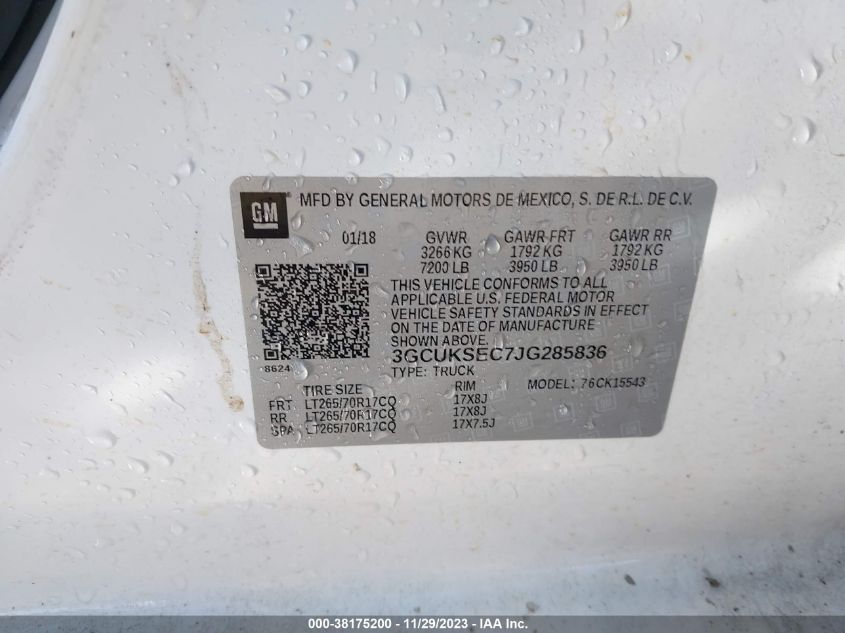 GM® MFD BY GENERAL MOTORS DE MEXICO, S. DE R.L. DE C.V.
01/18 GVWR GAWR FRT GAWR RR
3266 KG 1792 KG 1792 KG
7200 LB 3950 LB 3950 LB
THIS VEHICLE CONFORMS TO ALL
APPLICABLE U.S. FEDERAL MOTOR
VEHICLE SAFETY STANDARDS IN EFFECT
ON THE DATE OF MANUFACTURE
SHOWN ABOVE.
3GCUKSEC7JG285836
8624 TYPE: TRUCK MODEL: 76CK15543
TIRE SIZE RIM
FRT LT265/70R17CQ 17X8J
RR LT265/70R17CQ 17X8J
SPA LT265/70R17CQ 17X7.5J
000-38175200 - 11/29/2023 - IAA Inc.